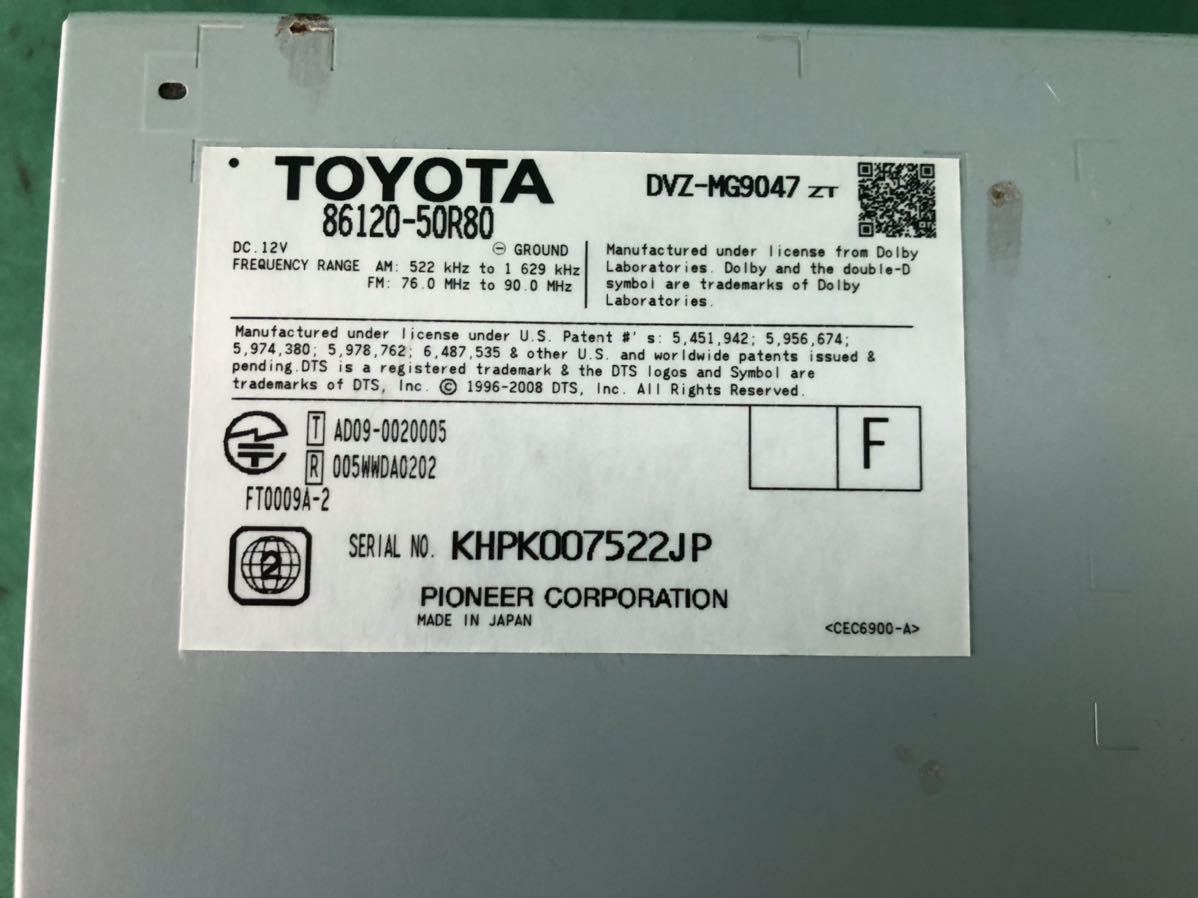 TOYOTA
DVZ-MG9047 ZT
86120-50R80
DC.12V ⊖ GROUND
FREQUENCY RANGE AM: 522 kHz to 1 629 kHz
FM: 76.0 MHz to 90.0 MHz
Manufactured under license from Dolby
Laboratories. Dolby and the double-D
symbol are trademarks of Dolby
Laboratories.
Manufactured under license under U.S. Patent #' s: 5,451,942; 5,956,674;
5,974,380; 5,978,762; 6,487,535 & other U.S. and worldwide patents issued &
pending.DTS is a registered trademark & the DTS logos and Symbol are
trademarks of DTS, Inc. © 1996-2008 DTS, Inc. All Rights Reserved.
T AD09-0020005
R 005WWDA0202
FT0009A-2
F
2
SERIAL NO. KHPK007522JP
PIONEER CORPORATION
MADE IN JAPAN
<CEC6900-A>